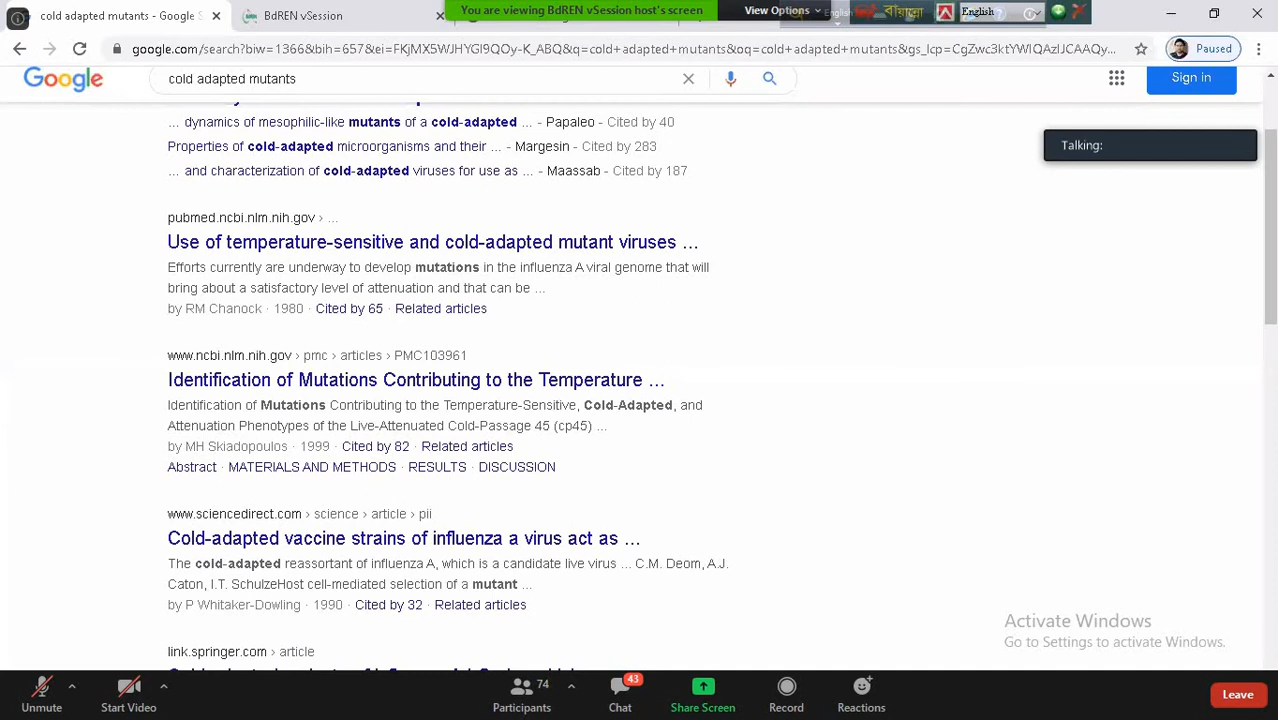 cold adapted mutants - Google S
BdREN vSession
You are viewing BdREN vSession host's screen
View Options
English
google.com/search?biw=1366&bih=657&ei=FKjMX5WJHYGl9QOy-K_ABQ&q=cold+adapted+mutants&oq=cold+adapted+mutants&gs_lcp=CgZwc3ktYWIQAzIJCAAQy...
Paused
Google
cold adapted mutants
Sign in
... dynamics of mesophilic-like mutants of a cold-adapted ... - Papaleo - Cited by 40
Properties of cold-adapted microorganisms and their ... - Margesin - Cited by 283
Talking:
... and characterization of cold-adapted viruses for use as ... - Maassab - Cited by 187
pubmed.ncbi.nlm.nih.gov › ...
Use of temperature-sensitive and cold-adapted mutant viruses ...
Efforts currently are underway to develop mutations in the influenza A viral genome that will
bring about a satisfactory level of attenuation and that can be ...
by RM Chanock · 1980 · Cited by 65 · Related articles
www.ncbi.nlm.nih.gov › pmc › articles › PMC103961
Identification of Mutations Contributing to the Temperature ...
Identification of Mutations Contributing to the Temperature-Sensitive, Cold-Adapted, and
Attenuation Phenotypes of the Live-Attenuated Cold-Passage 45 (cp45) ...
by MH Skiadopoulos · 1999 · Cited by 82 · Related articles
Abstract · MATERIALS AND METHODS · RESULTS · DISCUSSION
www.sciencedirect.com › science › article › pii
Cold-adapted vaccine strains of influenza a virus act as ...
The cold-adapted reassortant of influenza A, which is a candidate live virus ... C.M. Deom, A.J.
Caton, I.T. SchulzeHost cell-mediated selection of a mutant ...
by P Whitaker-Dowling · 1990 · Cited by 32 · Related articles
Activate Windows
Go to Settings to activate Windows.
link.springer.com › article
Unmute
Start Video
74
Participants
43
Chat
Share Screen
Record
Reactions
Leave